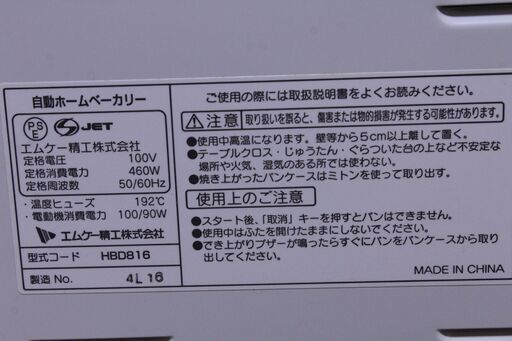 自動ホームベーカリー
PSE JET
エムケー精工株式会社
定格電圧 100V
定格消費電力 460W
定格周波数 50/60Hz
・温度ヒューズ 192℃
・電動機消費電力 100/90W
エムケー精工株式会社
型式コード HBD816
製造 No. 4L 16
ご使用の際には取扱説明書をよくお読みください。
⚠注意 取り扱いを誤ると、傷害または物的損害が発生する可能性があります。
●使用中高温になります。壁等から5cm以上離して置く。
●テーブルクロス・じゅうたん・ぐらついた台の上など不安定な
場所や火気、湿気のある所では使わない。
●焼き上がったパンケースはミトンを使って取り出す。
使用上のご注意
●スタート後、「取消」キーを押すとパンはできません。
●使用中はふたを開けたままにしないでください。
●でき上がりブザーが鳴ったらすぐにパンをパンケースから取り出す。
MADE IN CHINA